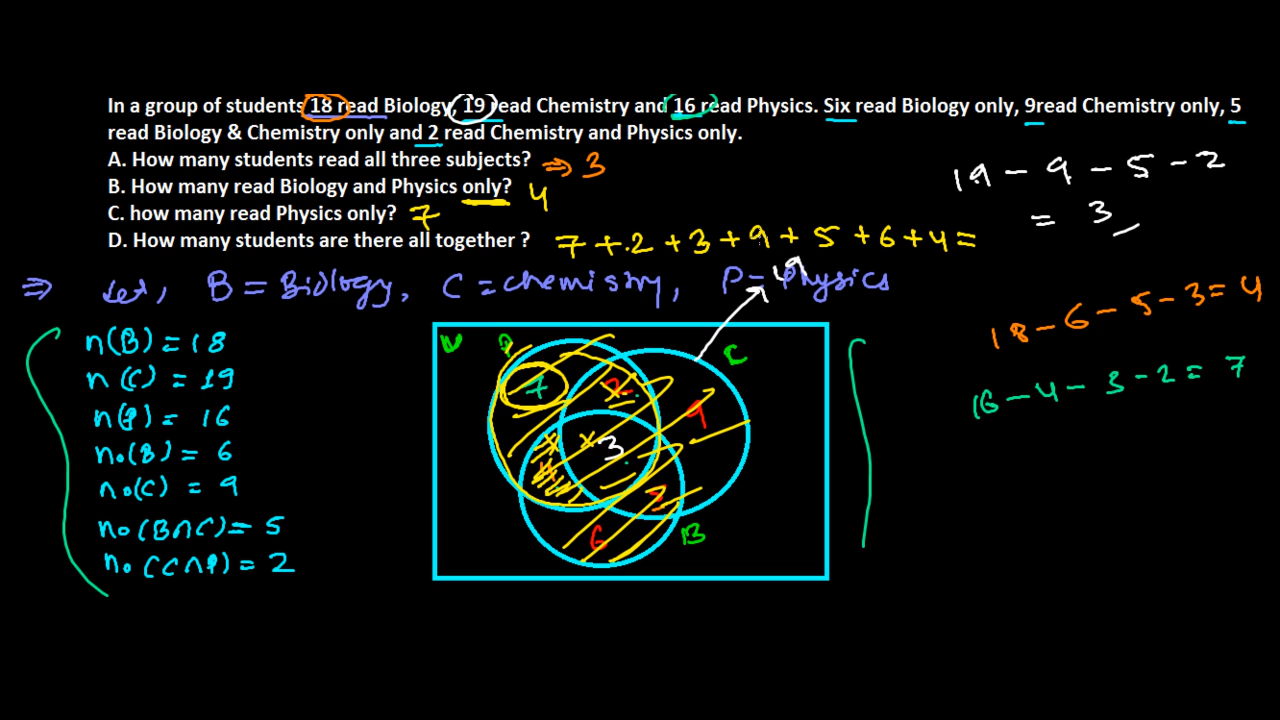 In a group of students 18 read Biology, 19 read Chemistry and 16 read Physics. Six read Biology only, 9read Chemistry only, 5
read Biology & Chemistry only and 2 read Chemistry and Physics only.
A. How many students read all three subjects? ⇒ 3
B. How many read Biology and Physics only? 4
C. how many read Physics only? 7
D. How many students are there all together ? 7 + 2 + 3 + 9 + 5 + 6 + 4 =
19 - 9 - 5 - 2
= 3
⇒ Let, B = Biology, C = chemistry, P = Physics
19
18 - 6 - 5 - 3 = 4
16 - 4 - 3 - 2 = 7
n(B) = 18
n(C) = 19
n(P) = 16
no(B) = 6
no(C) = 9
no(B∩C) = 5
no(C∩P) = 2
U P C
7 2 9
3
4 5
6 B